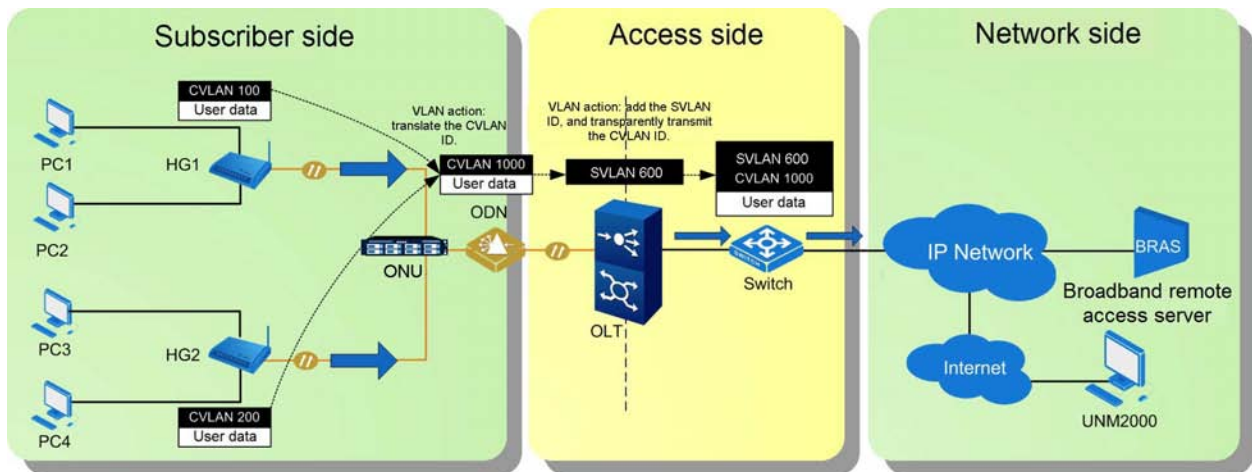 Subscriber side
CVLAN 100
User data
PC1
HG1
PC2
PC3
HG2
PC4
CVLAN 200
User data
VLAN action:
translate the CVLAN
ID.
CVLAN 1000
User data
ODN
ONU
Access side
VLAN action: add the SVLAN
ID, and transparently transmit
the CVLAN ID.
SVLAN 600
SVLAN 600
CVLAN 1000
User data
OLT
SWITCH
Switch
Network side
IP Network
BRAS
Broadband remote
access server
Internet
UNM2000